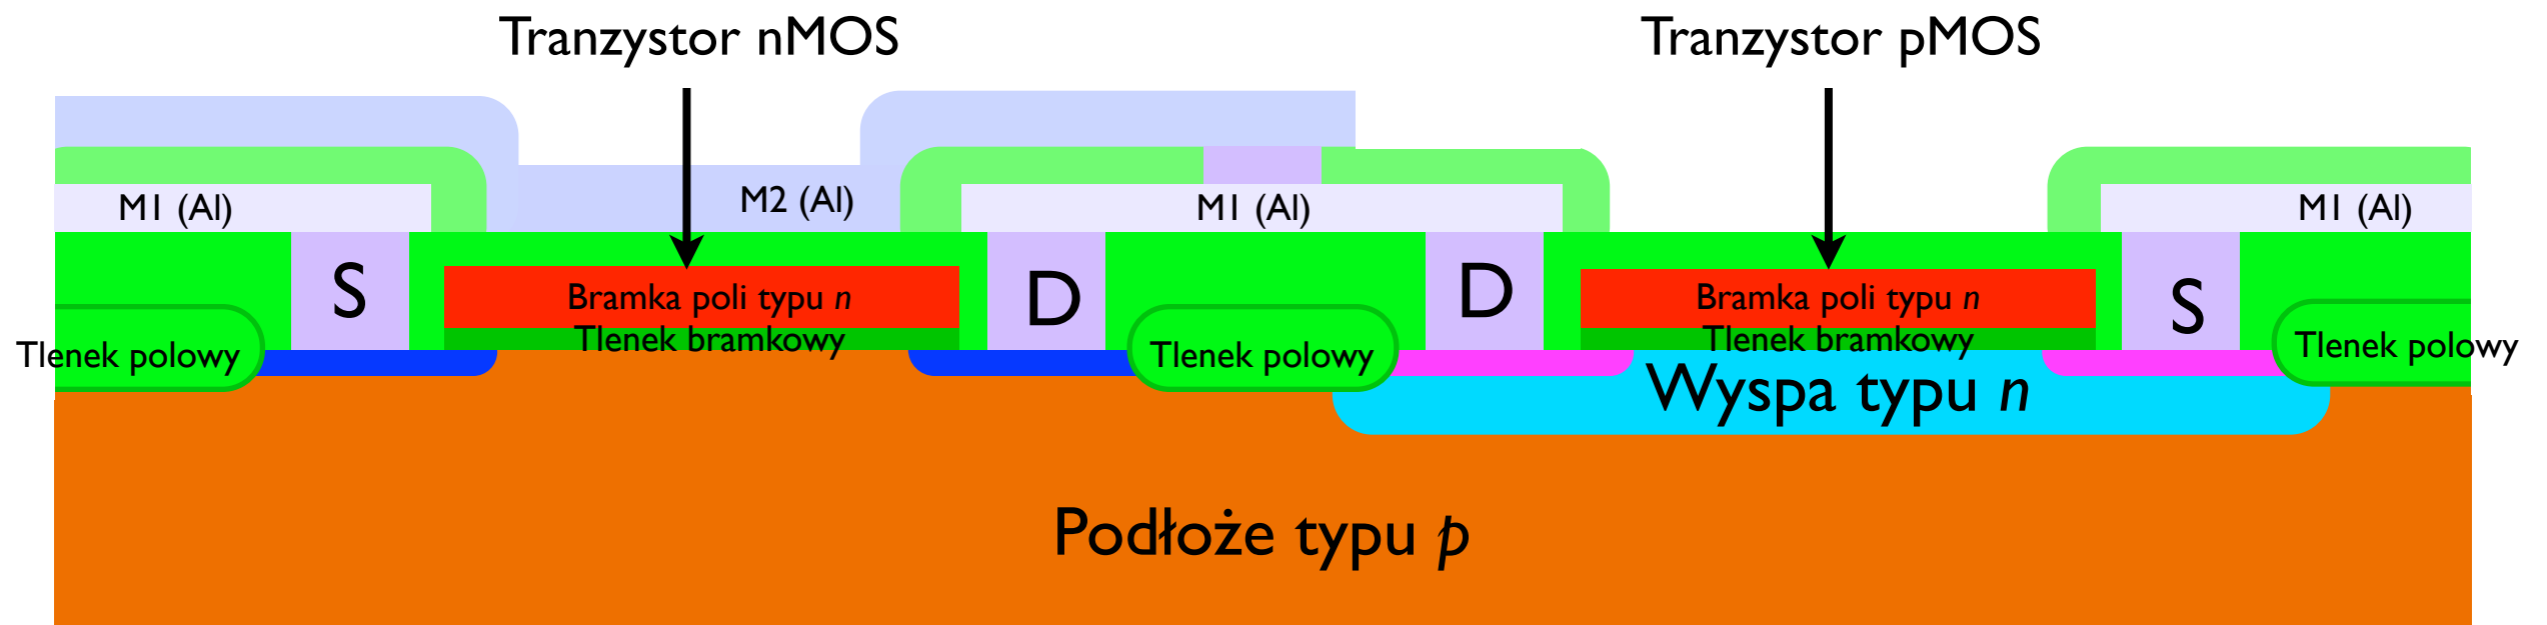 Tranzystor nMOS
Tranzystor pMOS
M1 (Al)
M2 (Al)
M1 (Al)
M1 (Al)
S
Bramka poli typu n
D
D
Bramka poli typu n
S
Tlenek polowy
Tlenek bramkowy
Tlenek polowy
Tlenek bramkowy
Tlenek polowy
Wyspa typu n
Podłoże typu p